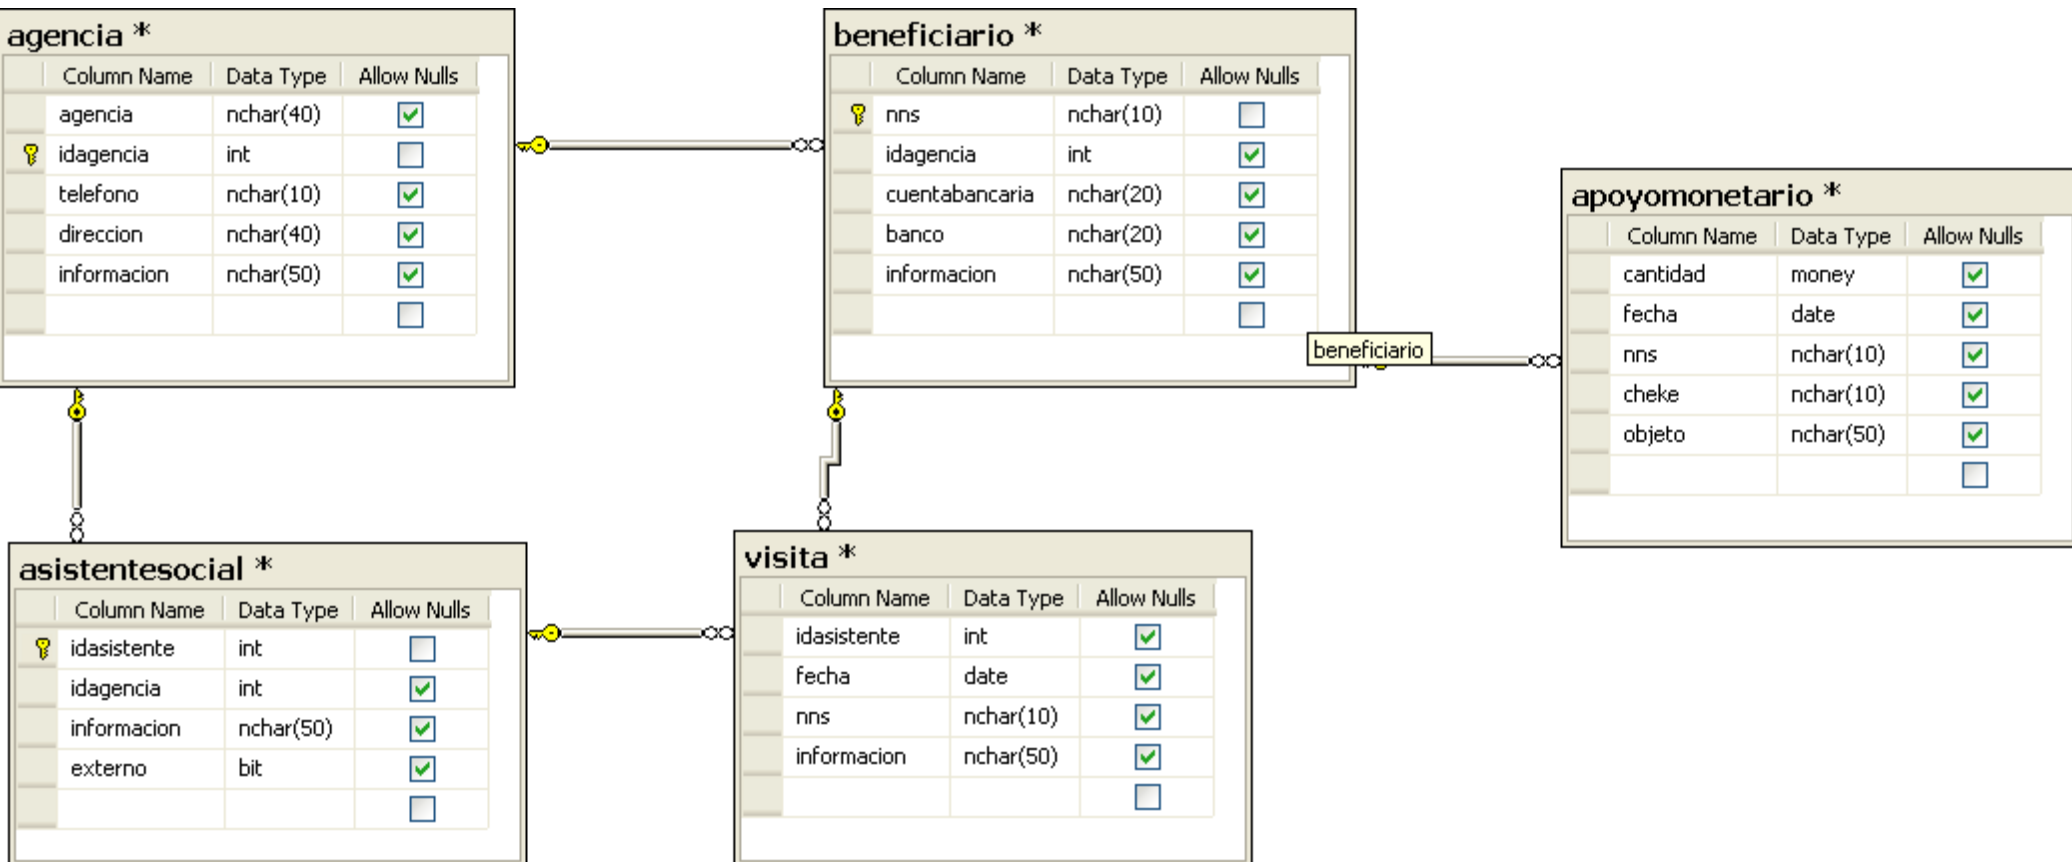 agencia *
Column Name Data Type Allow Nulls
agencia nchar(40)
idagencia int
telefono nchar(10)
direccion nchar(40)
informacion nchar(50)
beneficiario *
Column Name Data Type Allow Nulls
nns nchar(10)
idagencia int
cuentabancaria nchar(20)
banco nchar(20)
informacion nchar(50)
beneficiario
apoyomonetario *
Column Name Data Type Allow Nulls
cantidad money
fecha date
nns nchar(10)
cheke nchar(10)
objeto nchar(50)
asistentesocial *
Column Name Data Type Allow Nulls
idasistente int
idagencia int
informacion nchar(50)
externo bit
visita *
Column Name Data Type Allow Nulls
idasistente int
fecha date
nns nchar(10)
informacion nchar(50)